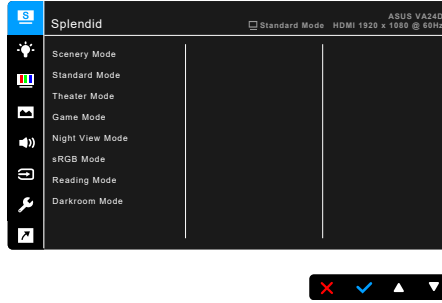 S
Splendid
ASUS VA24D
Standard Mode HDMI 1920 x 1080 @ 60Hz
Scenery Mode
Standard Mode
Theater Mode
Game Mode
Night View Mode
sRGB Mode
Reading Mode
Darkroom Mode